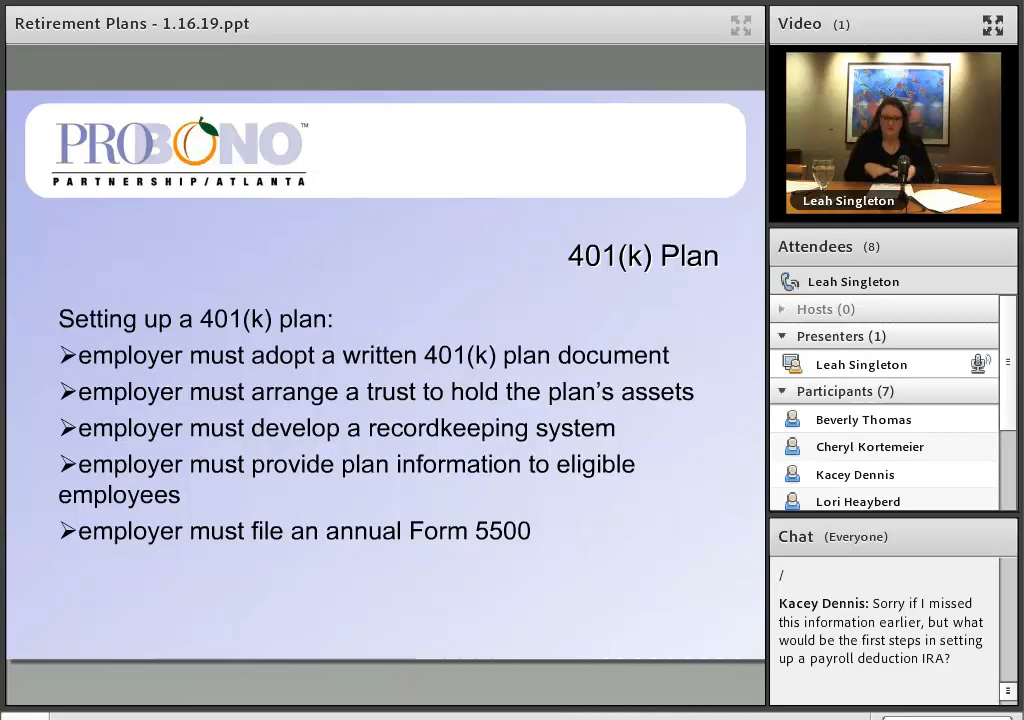 Retirement Plans - 1.16.19.ppt
PROBONO™
PARTNERSHIP/ATLANTA
401(k) Plan
Setting up a 401(k) plan:
➢employer must adopt a written 401(k) plan document
➢employer must arrange a trust to hold the plan's assets
➢employer must develop a recordkeeping system
➢employer must provide plan information to eligible
employees
➢employer must file an annual Form 5500
Video (1)
Leah Singleton
Attendees (8)
Leah Singleton
Hosts (0)
Presenters (1)
Leah Singleton
Participants (7)
Beverly Thomas
Cheryl Kortemeier
Kacey Dennis
Lori Heayberd
Chat (Everyone)
/
Kacey Dennis: Sorry if I missed
this information earlier, but what
would be the first steps in setting
up a payroll deduction IRA?